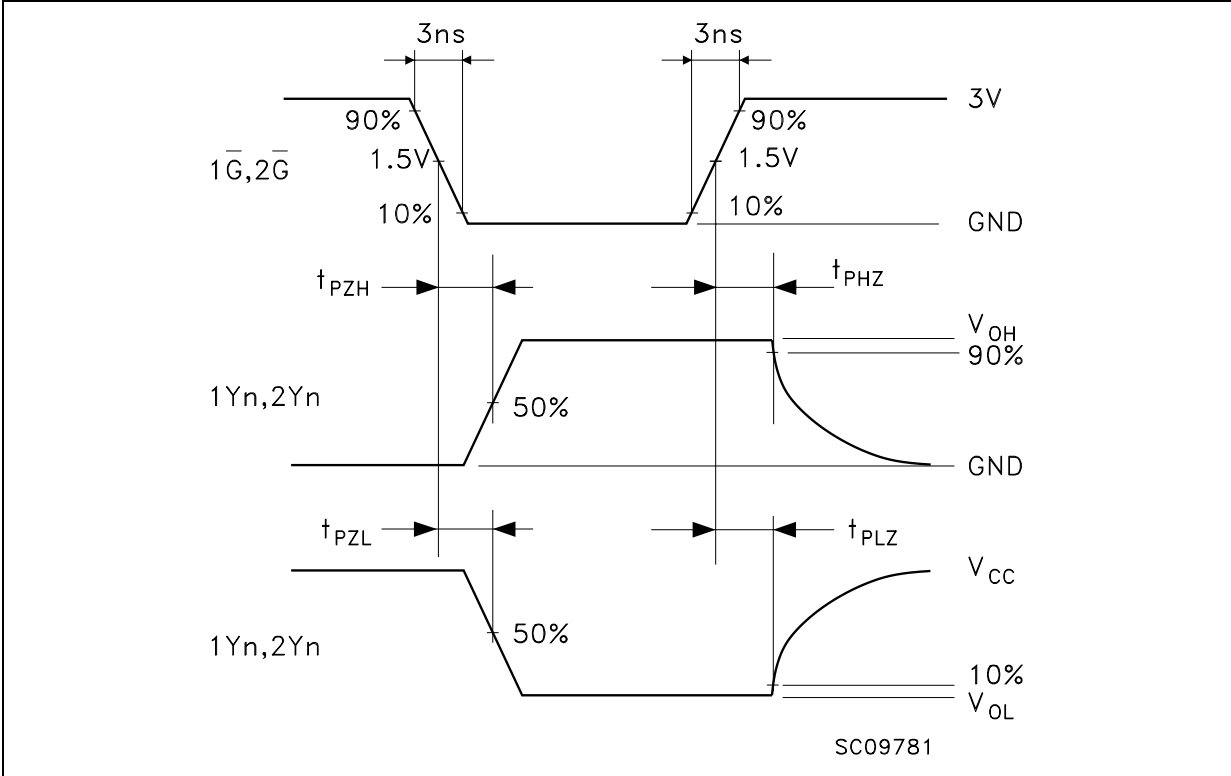 3ns 3ns
3V
90% 90%
1G̅,2G̅ 1.5V 1.5V
10% 10%
GND
tPZH tPHZ
VOH
90%
1Yn,2Yn 50%
GND
tPZL tPLZ
VCC
1Yn,2Yn 50%
10%
VOL
SC09781